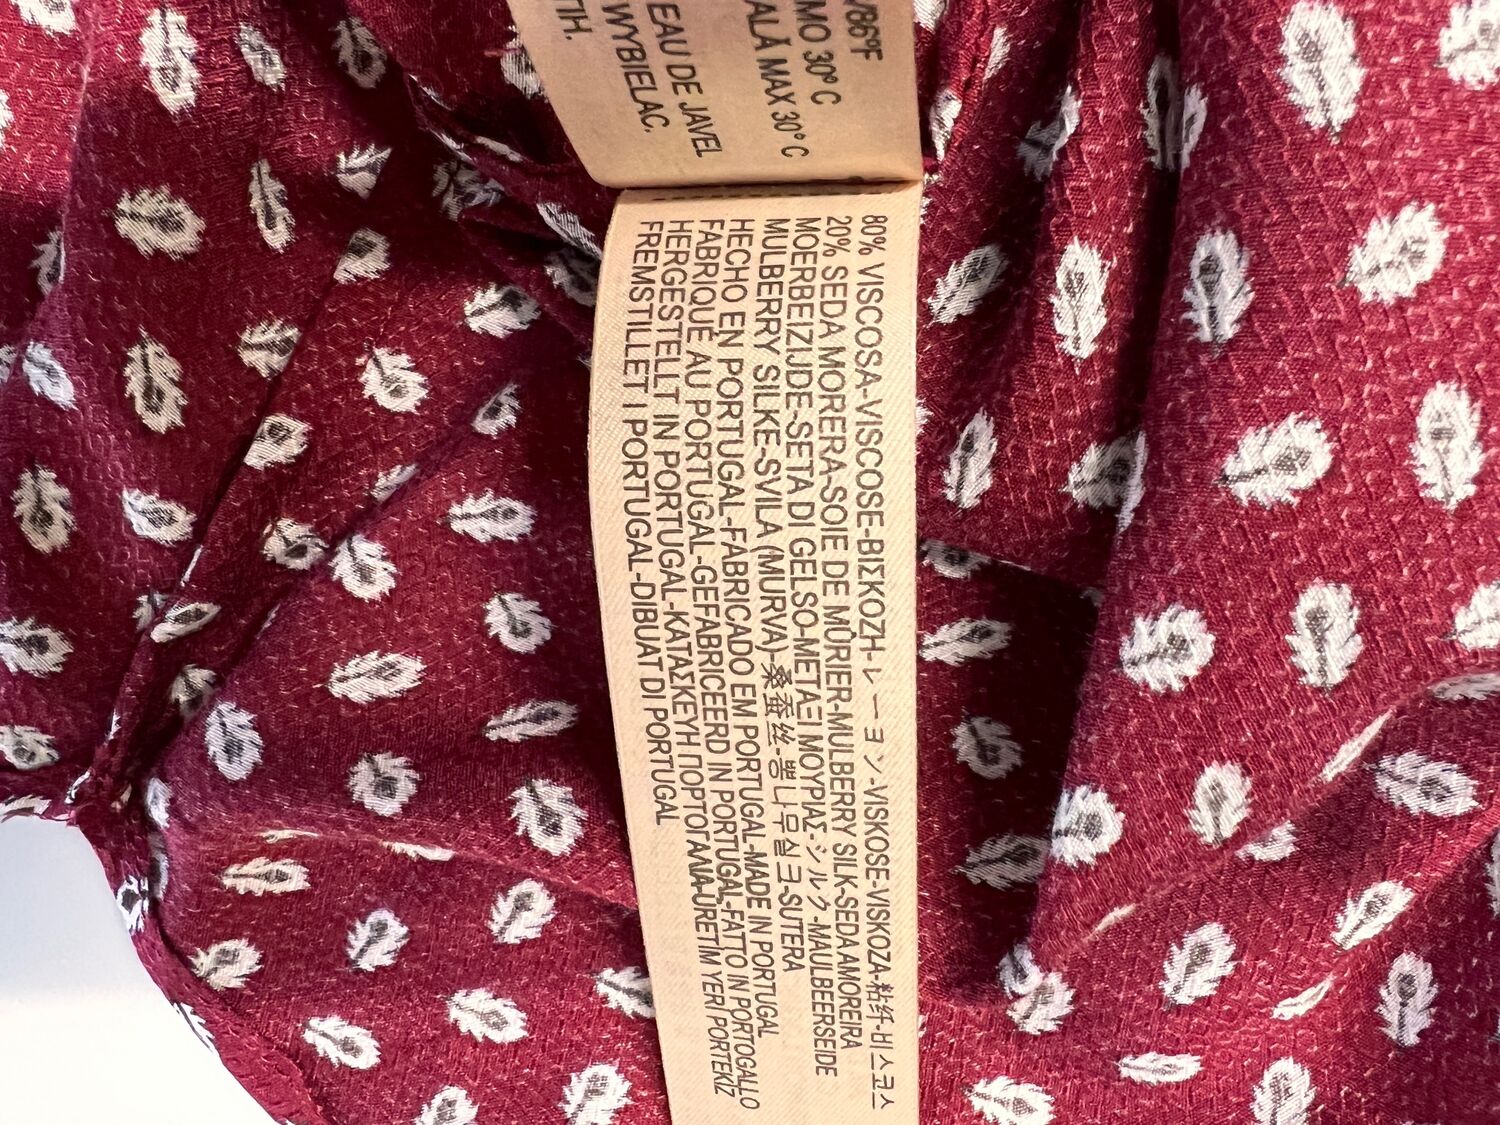 /86°F
MO 30° C
ALĂ MAX 30° C
EAU DE JAVEL
WYBIELAC.
TH.
80% VISCOSA-VISCOSE-ΒΙΣΚΟΖΗ-レーヨン-VISKOSE-VISKOZA-粘纤-비스코스
20% SEDA MORERA-SOIE DE MÛRIER-MULBERRY SILK-SEDA AMOREIRA
MOERBEIZIJDE-SETA DI GELSO-ΜΕΤΑΞΙ ΜΟΥΡΙΑΣ-シルク-MAULBEERSEIDE
MULBERRY SILKE-SVILA (MURVA)-桑蚕丝-뽕나무실크-SUTERA
HECHO EN PORTUGAL-FABRICADO EM PORTUGAL-MADE IN PORTUGAL
FABRIQUÉ AU PORTUGAL-GEFABRICEERD IN PORTUGAL-FATTO IN PORTOGALLO
HERGESTELLT IN PORTUGAL-ΚΑΤΑΣΚΕΥΗ ΠΟΡΤΟΓΑΛΙΑ-ÜRETİM YERİ PORTEKİZ
FREMSTILLET I PORTUGAL-DIBUAT DI PORTUGAL